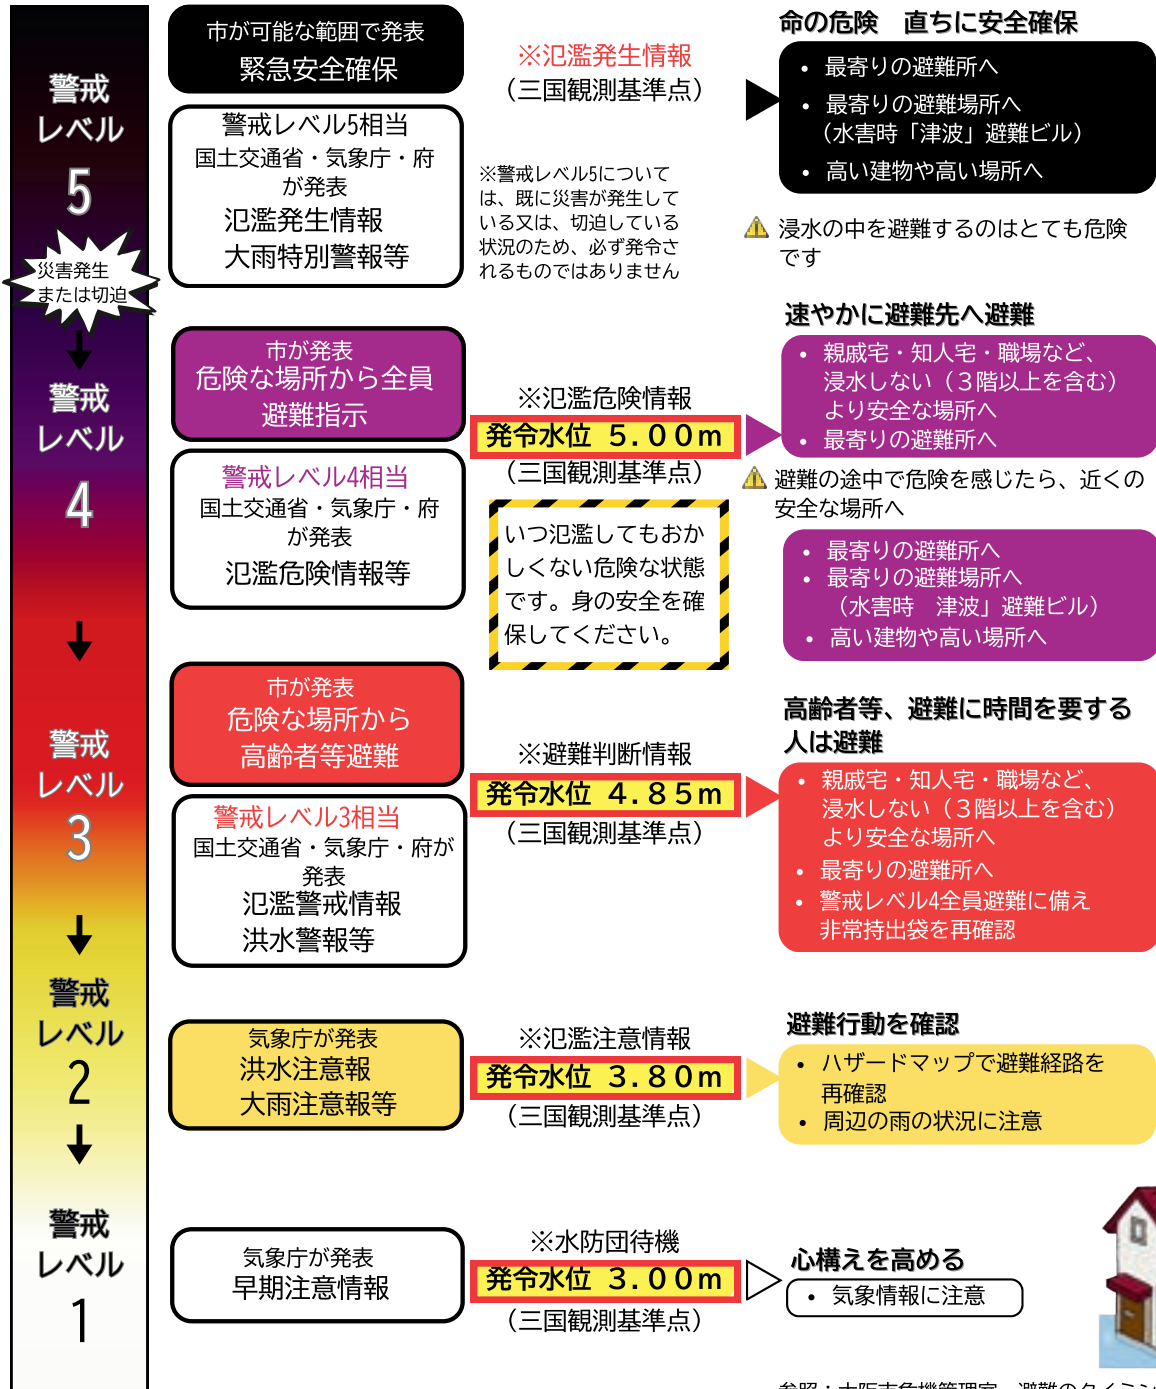 警戒
レベル
5
災害発生
または切迫
市が可能な範囲で発表
緊急安全確保
警戒レベル5相当
国土交通省・気象庁・府
が発表
氾濫発生情報
大雨特別警報等
※氾濫発生情報
（三国観測基準点）
※警戒レベル5について
は、既に災害が発生して
いる又は、切迫している
状況のため、必ず発令さ
れるものではありません
命の危険　直ちに安全確保
• 最寄りの避難所へ
• 最寄りの避難場所へ
（水害時「津波」避難ビル）
• 高い建物や高い場所へ
浸水の中を避難するのはとても危険
です
警戒
レベル
4
市が発表
危険な場所から全員
避難指示
警戒レベル4相当
国土交通省・気象庁・府
が発表
氾濫危険情報等
※氾濫危険情報
発令水位 5.00m
（三国観測基準点）
いつ氾濫してもおか
しくない危険な状態
です。身の安全を確
保してください。
速やかに避難先へ避難
• 親戚宅・知人宅・職場など、
浸水しない（３階以上を含む）
より安全な場所へ
• 最寄りの避難所へ
避難の途中で危険を感じたら、近くの
安全な場所へ
• 最寄りの避難所へ
• 最寄りの避難場所へ
（水害時　津波」避難ビル）
• 高い建物や高い場所へ
警戒
レベル
3
市が発表
危険な場所から
高齢者等避難
警戒レベル3相当
国土交通省・気象庁・府が
発表
氾濫警戒情報
洪水警報等
※避難判断情報
発令水位 4.85m
（三国観測基準点）
高齢者等、避難に時間を要する
人は避難
• 親戚宅・知人宅・職場など、
浸水しない（３階以上を含む）
より安全な場所へ
• 最寄りの避難所へ
• 警戒レベル4全員避難に備え
非常持出袋を再確認
警戒
レベル
2
気象庁が発表
洪水注意報
大雨注意報等
※氾濫注意情報
発令水位 3.80m
（三国観測基準点）
避難行動を確認
• ハザードマップで避難経路を
再確認
• 周辺の雨の状況に注意
警戒
レベル
1
気象庁が発表
早期注意情報
※水防団待機
発令水位 3.00m
（三国観測基準点）
心構えを高める
• 気象情報に注意